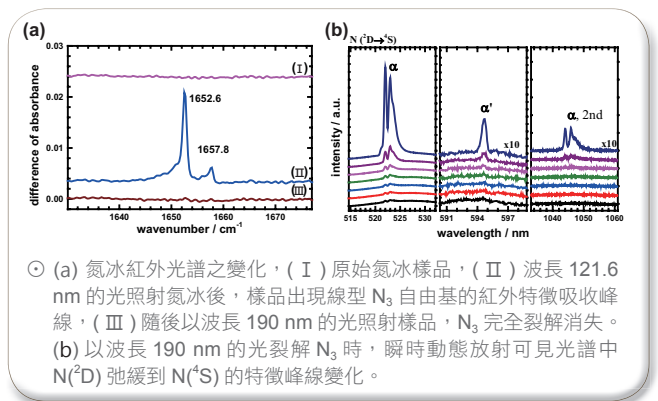 (a)
0.03
0.02
0.01
0.00
difference of absorbance
1640
1650
1660
1670
wavenumber / cm⁻¹
1652.6
1657.8
(I)
(II)
(III)
(b)
N (²D→⁴S)
α
α'
α, 2nd
x10
x10
intensity / a.u.
515
520
525
530
591
594
597
1040
1050
1060
wavelength / nm
⊙ (a) 氮冰紅外光譜之變化，( I ) 原始氮冰樣品，( II ) 波長 121.6
nm 的光照射氮冰後，樣品出現線型 N₃ 自由基的紅外特徵吸收峰
線，( III ) 隨後以波長 190 nm 的光照射樣品，N₃ 完全裂解消失。
(b) 以波長 190 nm 的光裂解 N₃ 時，瞬時動態放射可見光譜中
N(²D) 弛緩到 N(⁴S) 的特徵峰線變化。